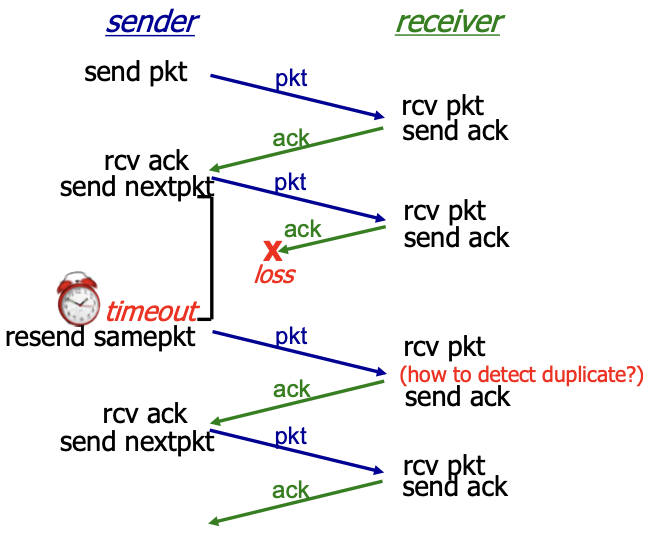 sender
receiver
send pkt
pkt
rcv pkt
send ack
ack
rcv ack
send nextpkt
pkt
rcv pkt
send ack
ack
X
loss
timeout
resend samepkt
pkt
rcv pkt
(how to detect duplicate?)
send ack
ack
rcv ack
send nextpkt
pkt
rcv pkt
send ack
ack